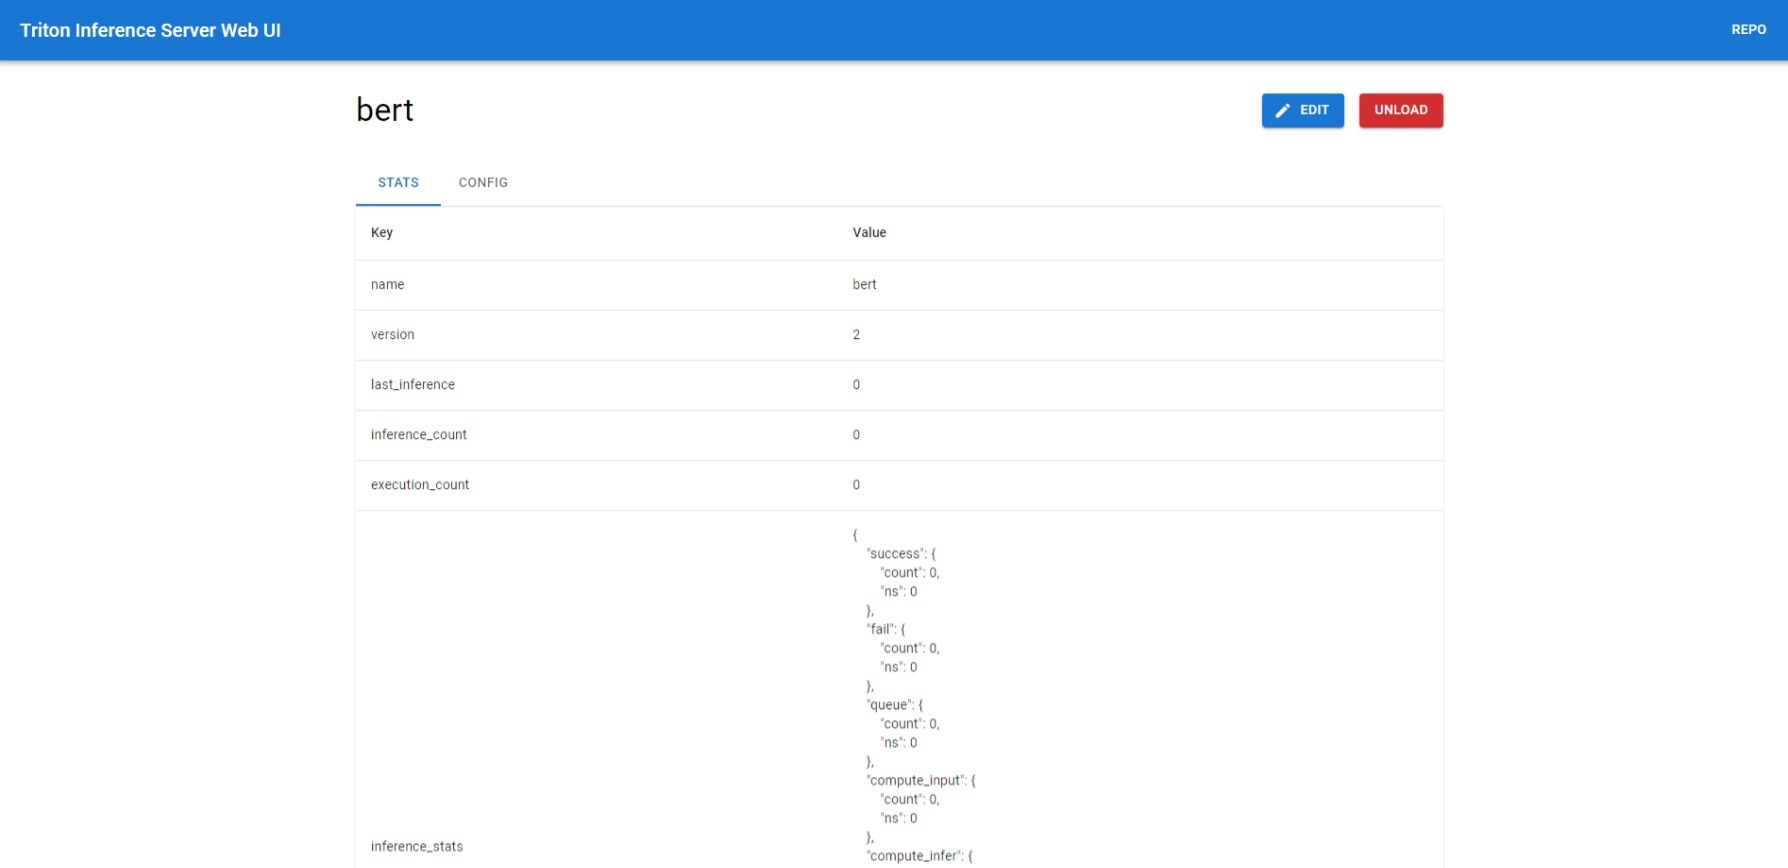 Triton Inference Server Web UI
REPO
bert
EDIT
UNLOAD
STATS
CONFIG
Key Value
name bert
version 2
last_inference 0
inference_count 0
execution_count 0
inference_stats
{
"success": {
"count": 0,
"ns": 0
},
"fail": {
"count": 0,
"ns": 0
},
"queue": {
"count": 0,
"ns": 0
},
"compute_input": {
"count": 0,
"ns": 0
},
"compute_infer": {